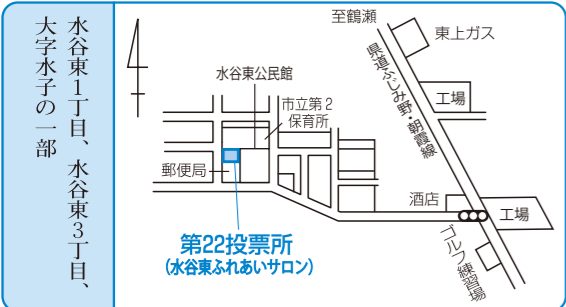 水谷東1丁目、水谷東3丁目、
大字水子の一部
至鶴瀬
東上ガス
県道ふじみ野・朝霞線
工場
水谷東公民館
市立第2
保育所
郵便局
酒店
工場
ゴルフ練習場
第22投票所
(水谷東ふれあいサロン)